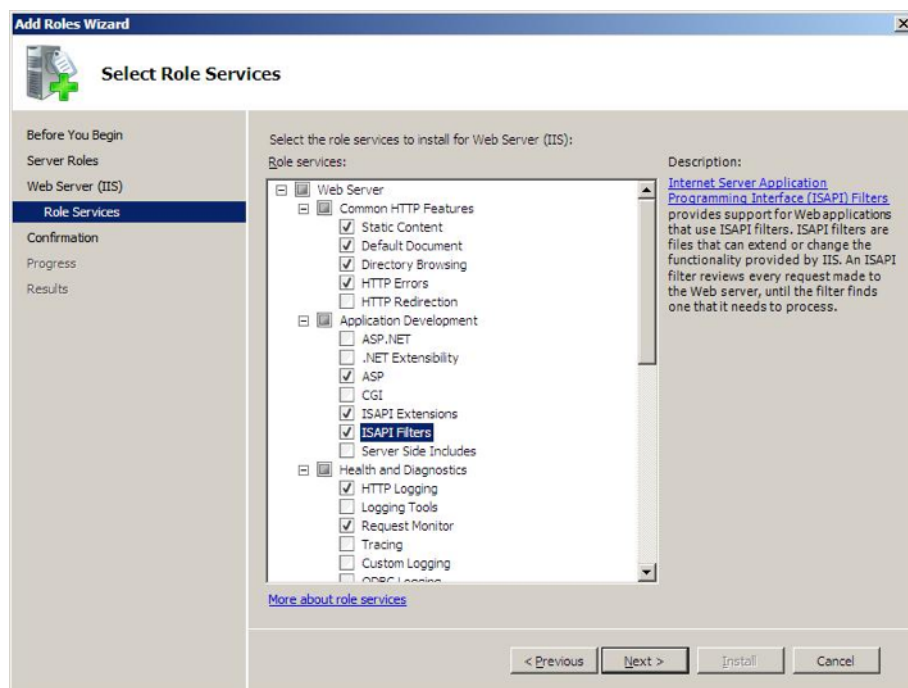 Add Roles Wizard
Select Role Services
Before You Begin
Server Roles
Web Server (IIS)
Role Services
Confirmation
Progress
Results
Select the role services to install for Web Server (IIS):
Role services:
Web Server
Common HTTP Features
Static Content
Default Document
Directory Browsing
HTTP Errors
HTTP Redirection
Application Development
ASP.NET
.NET Extensibility
ASP
CGI
ISAPI Extensions
ISAPI Filters
Server Side Includes
Health and Diagnostics
HTTP Logging
Logging Tools
Request Monitor
Tracing
Custom Logging
ODBC Logging
More about role services
Description:
Internet Server Application
Programming Interface (ISAPI) Filters
provides support for Web applications
that use ISAPI filters. ISAPI filters are
files that can extend or change the
functionality provided by IIS. An ISAPI
filter reviews every request made to
the Web server, until the filter finds
one that it needs to process.
< Previous
Next >
Install
Cancel